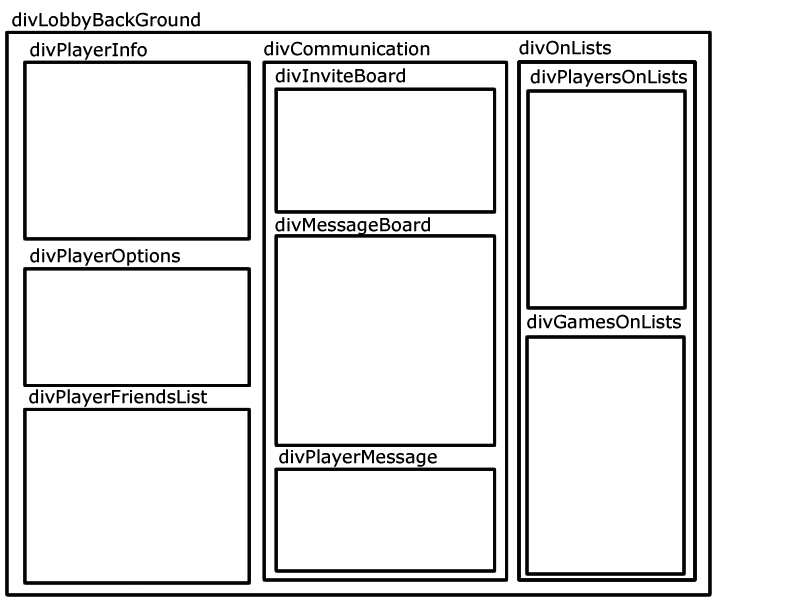 divLobbyBackGround
divPlayerInfo
divPlayerOptions
divPlayerFriendsList
divCommunication
divInviteBoard
divMessageBoard
divPlayerMessage
divOnLists
divPlayersOnLists
divGamesOnLists